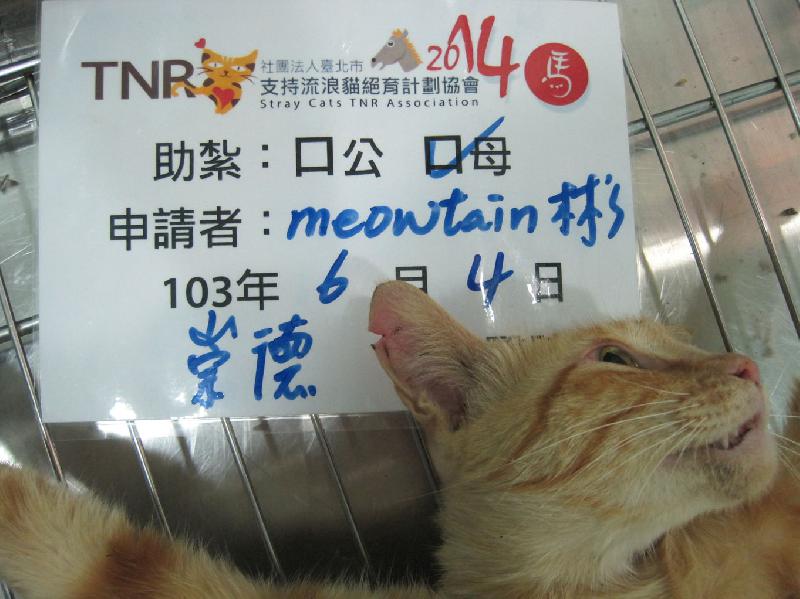 TNR 社團法人臺北市 2014 馬
支持流浪貓絕育計劃協會
Stray Cats TNR Association
助紮：口公 口母
申請者：meowtain 林's
103年 6 月 4 日
崇德